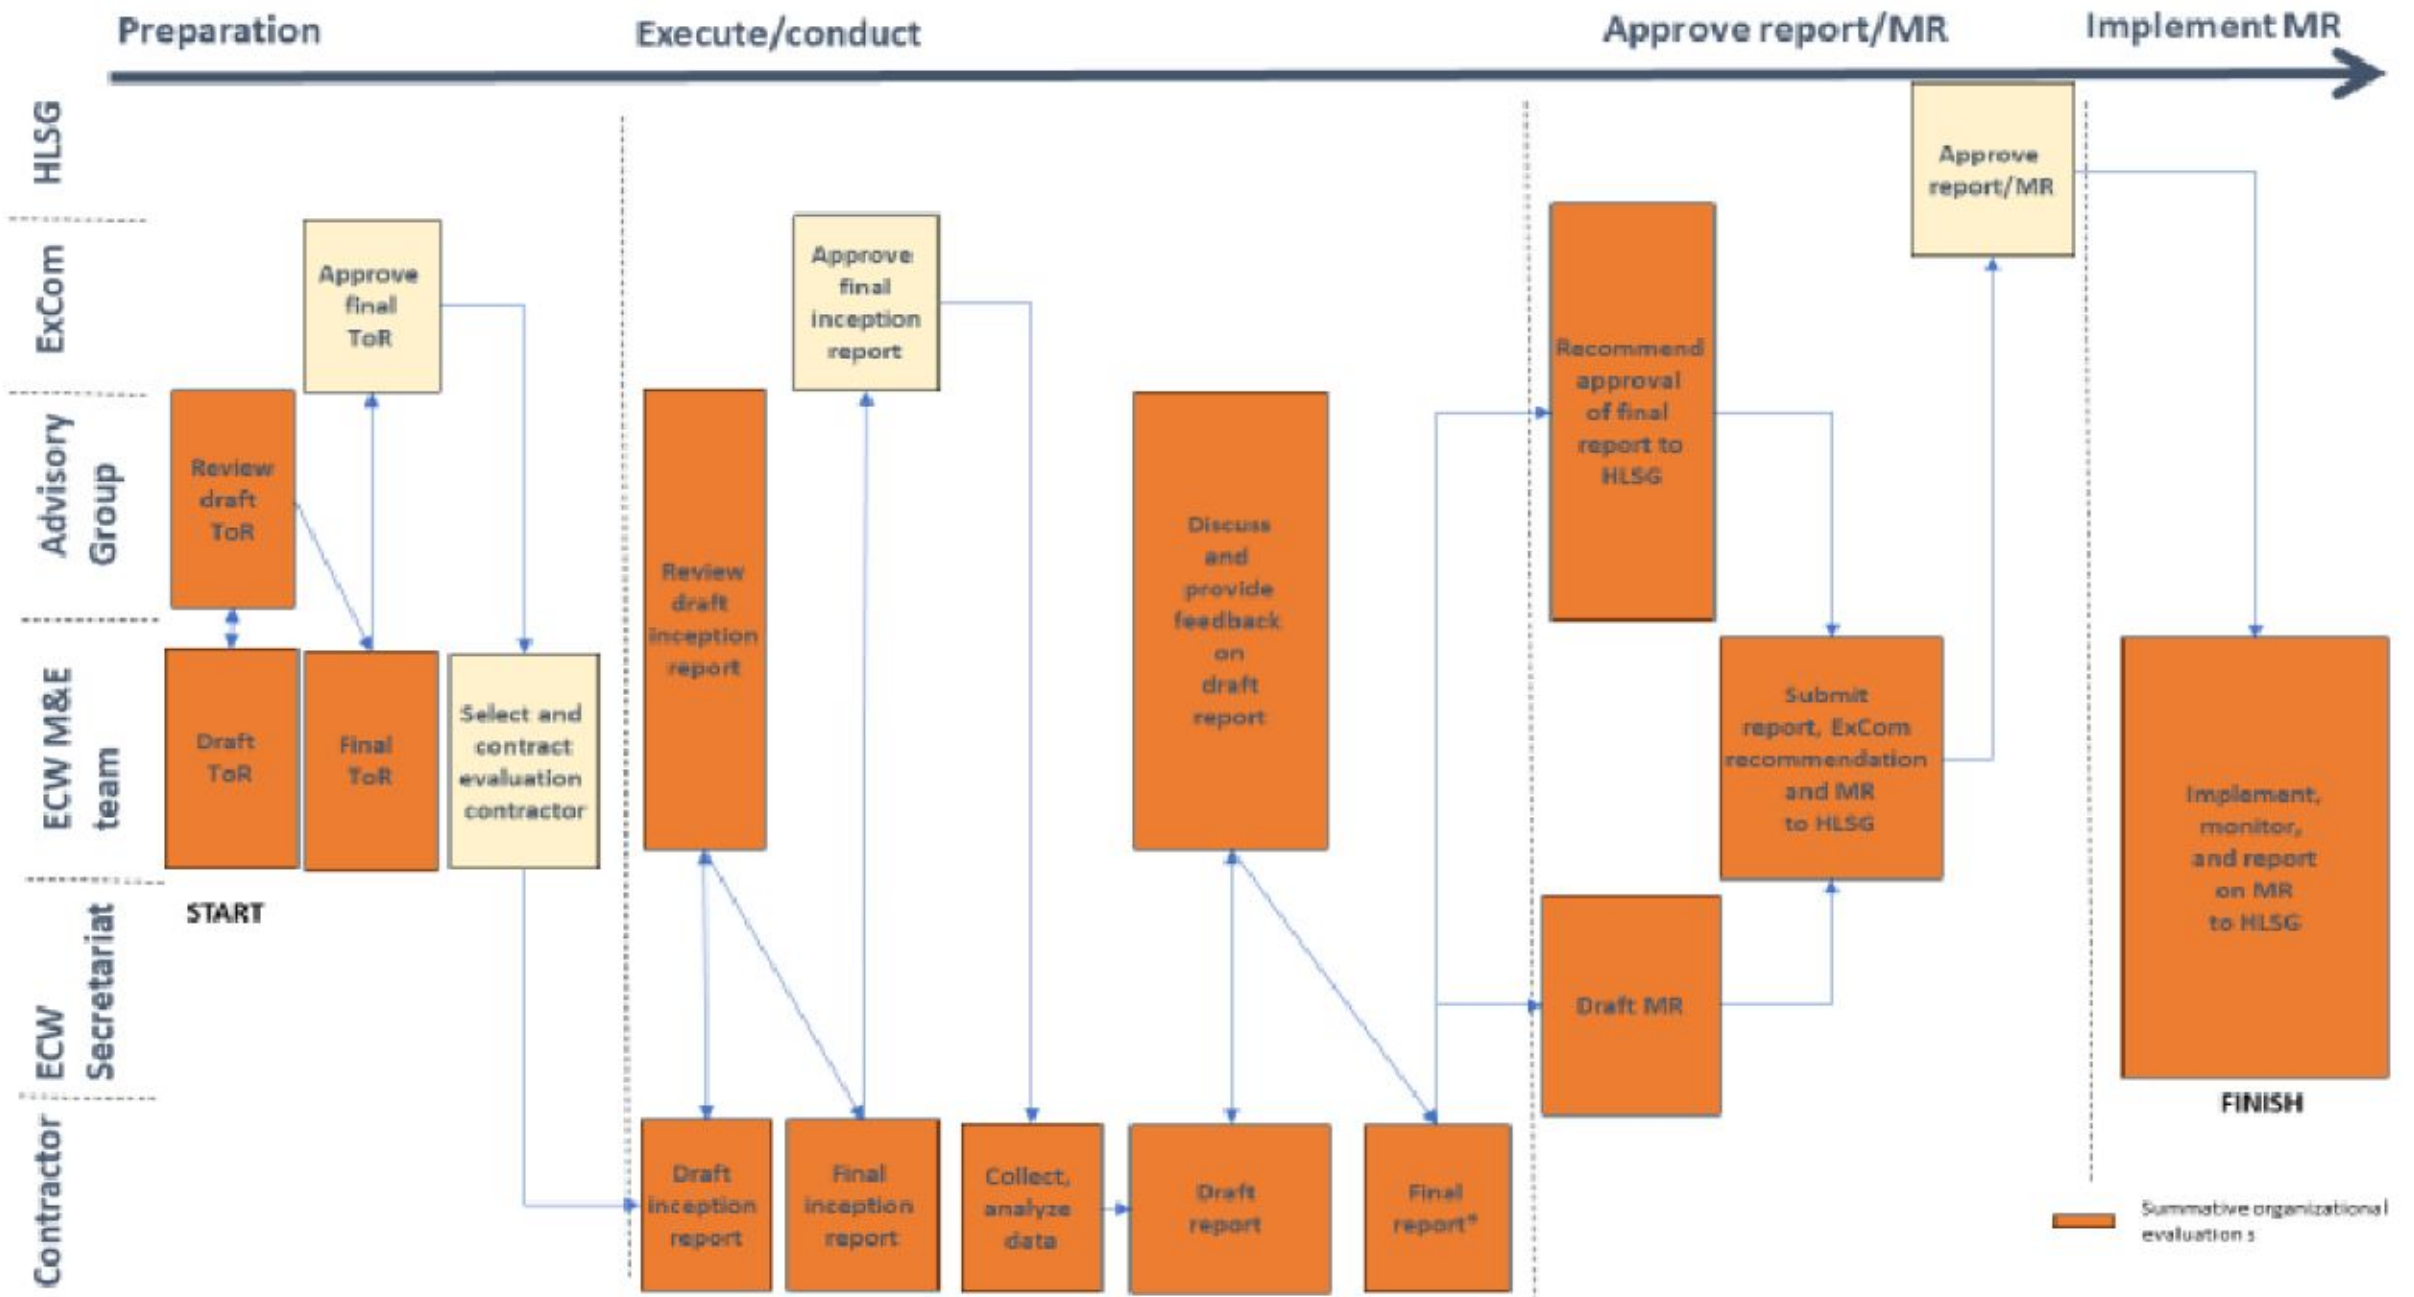 Preparation
Execute/conduct
Approve report/MR
Implement MR
HLSG
ExCom
Advisory
Group
ECW M&E
team
ECW
Secretariat
Contractor
Approve
final
ToR
Review
draft
ToR
Draft
ToR
Final
ToR
Select and
contract
evaluation
contractor
START
Approve
final
inception
report
Review
draft
inception
report
Draft
inception
report
Final
inception
report
Collect,
analyze
data
Discuss
and
provide
feedback
on
draft
report
Draft
report
Final
report*
Recommend
approval
of final
report to
HLSG
Draft MR
Submit
report, ExCom
recommendation
and MR
to HLSG
Approve
report/MR
Implement,
monitor,
and report
on MR
to HLSG
FINISH
Summative organizational
evaluation s